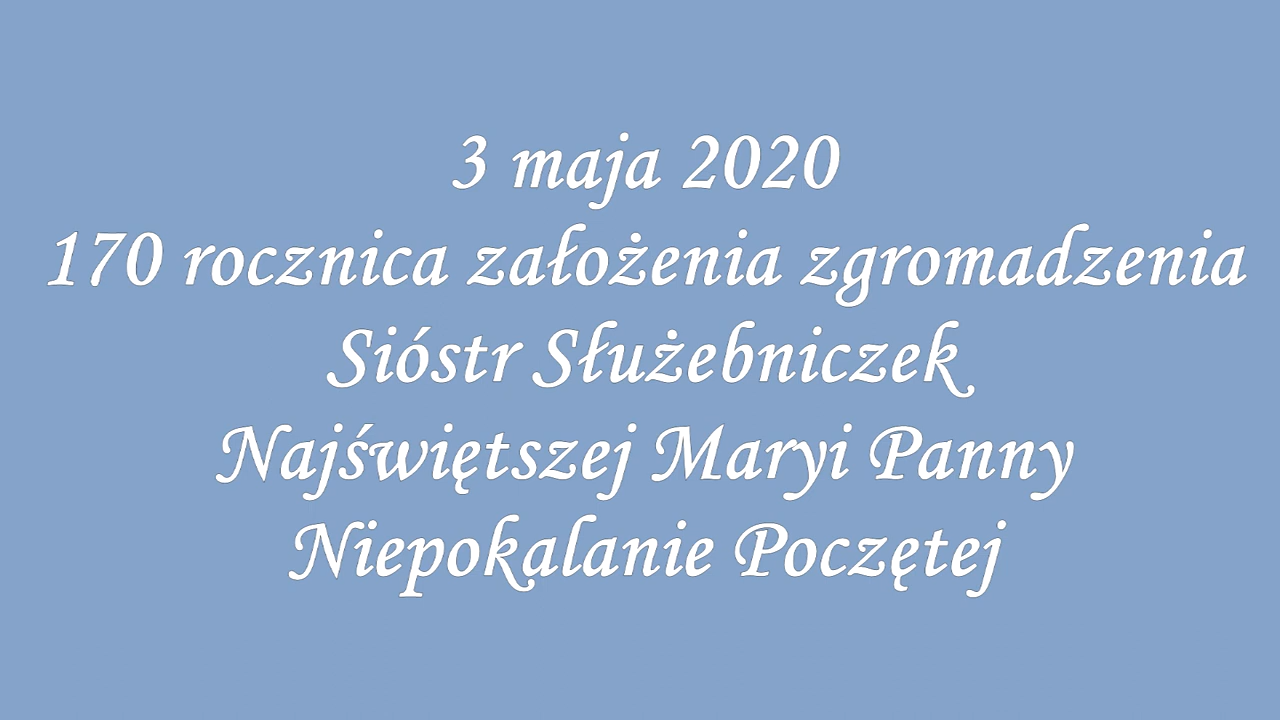 3 maja 2020
170 rocznica założenia zgromadzenia
Sióstr Służebniczek
Najświętszej Maryi Panny
Niepokalanie Poczętej